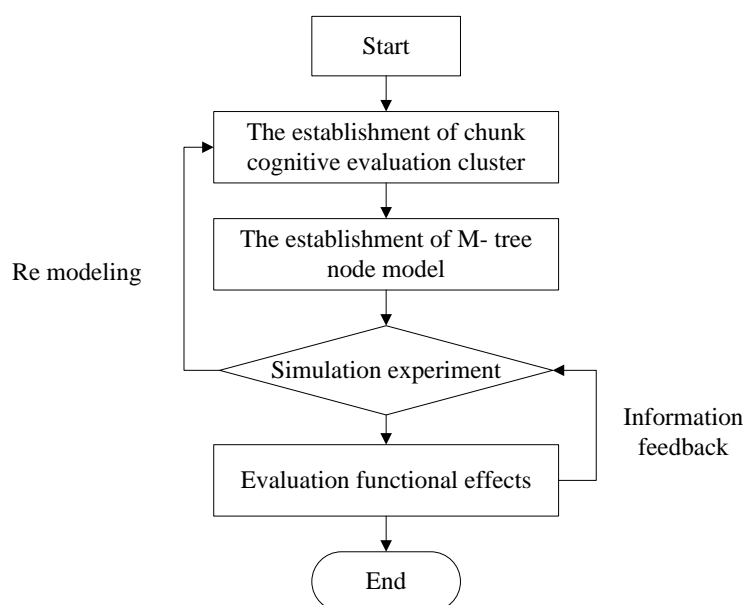 Start
The establishment of chunk
cognitive evaluation cluster
The establishment of M- tree
node model
Re modeling
Simulation experiment
Information
feedback
Evaluation functional effects
End